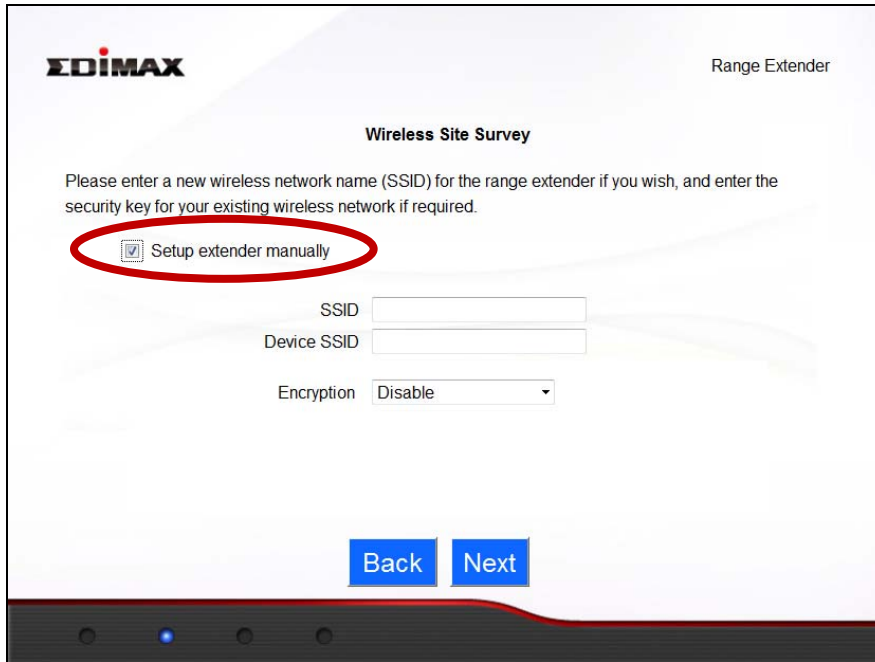 EDIMAX
Range Extender
Wireless Site Survey
Please enter a new wireless network name (SSID) for the range extender if you wish, and enter the
security key for your existing wireless network if required.
Setup extender manually
SSID
Device SSID
Encryption Disable
Back Next